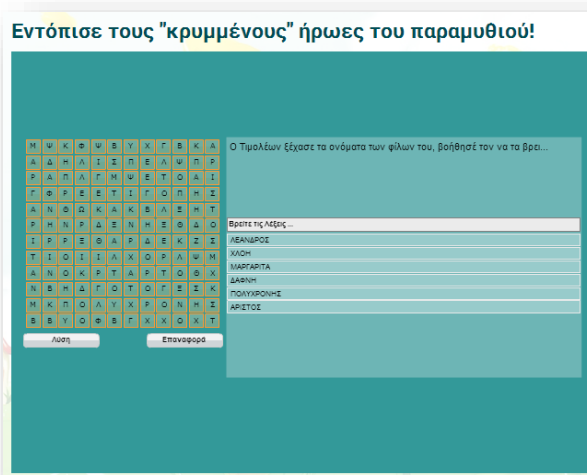 Εντόπισε τους "κρυμμένους" ήρωες του παραμυθιού!
Μ Ψ Κ Φ Ψ Β Υ Χ Γ Β Κ Α
Α Δ Η Λ Ι Σ Π Ε Λ Ψ Π Ρ
Ρ Α Π Λ Γ Μ Ψ Ε Τ Ο Α Ι
Γ Φ Ρ Ε Ε Τ Ι Γ Ο Π Η Σ
Α Ν Θ Ω Κ Α Κ Β Λ Ξ Η Τ
Ρ Η Ν Ρ Δ Ξ Ν Η Ξ Θ Δ Ο
Ι Ρ Ρ Ξ Θ Α Ρ Δ Ε Κ Ζ Σ
Τ Ι Ο Ι Ι Λ Χ Ο Ρ Λ Ψ Μ
Α Ν Ο Κ Ρ Τ Α Ρ Τ Ο Θ Χ
Ν Β Η Δ Γ Ο Τ Ο Γ Ξ Σ Κ
Μ Κ Π Ο Λ Υ Χ Ρ Ο Ν Η Σ
Β Β Υ Ο Φ Β Γ Χ Χ Ο Χ Τ
Λύση
Επαναφορά
Ο Τιμολέων ξέχασε τα ονόματα των φίλων του, βοήθησέ τον να τα βρει...
Βρείτε τις Λέξεις ...
ΛΕΑΝΔΡΟΣ
ΧΛΟΗ
ΜΑΡΓΑΡΙΤΑ
ΔΑΦΝΗ
ΠΟΛΥΧΡΟΝΗΣ
ΑΡΙΣΤΟΣ